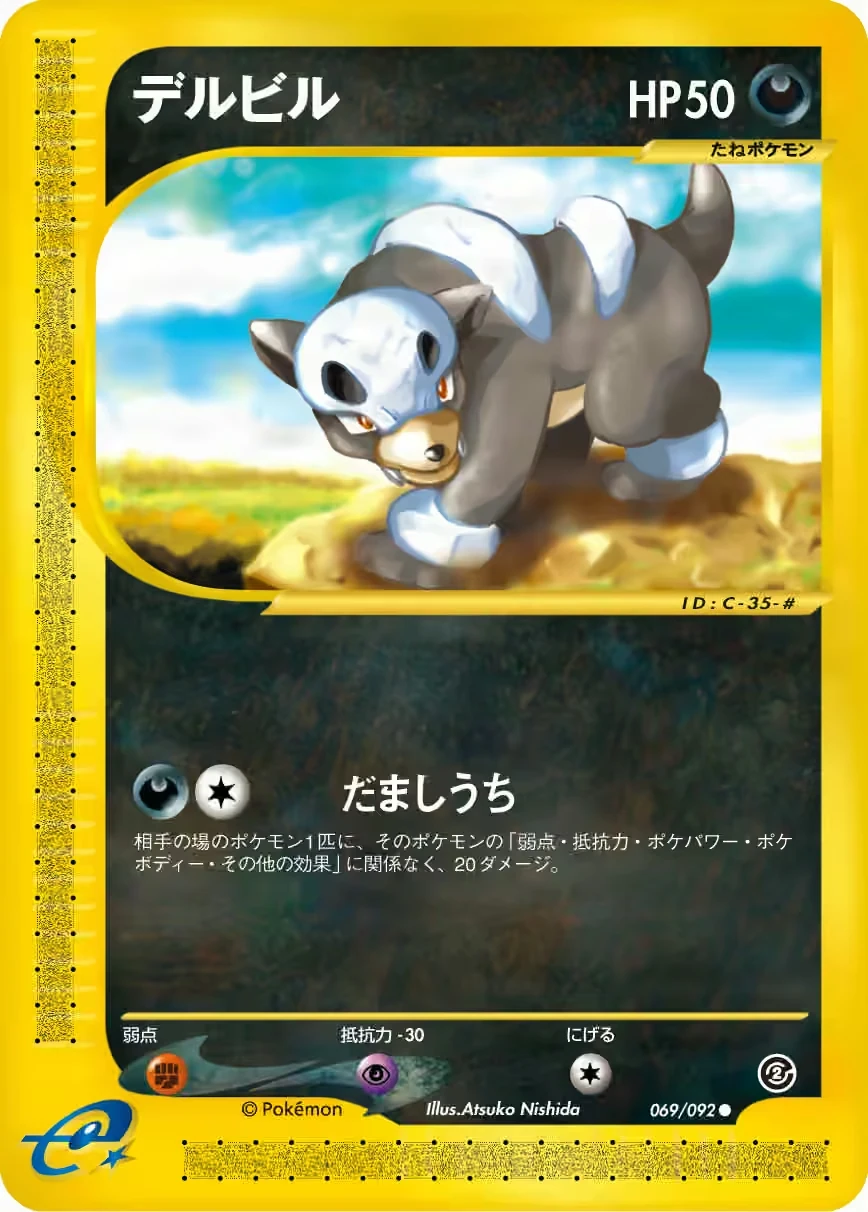 デルビル
HP50
たねポケモン
ID:C-35-#
だましうち
相手の場のポケモン1匹に、そのポケモンの「弱点・抵抗力・ポケパワー・ポケ
ボディー・その他の効果」に関係なく、20ダメージ。
弱点 抵抗力 -30 にげる
2
© Pokémon Illus.Atsuko Nishida 069/092●
e